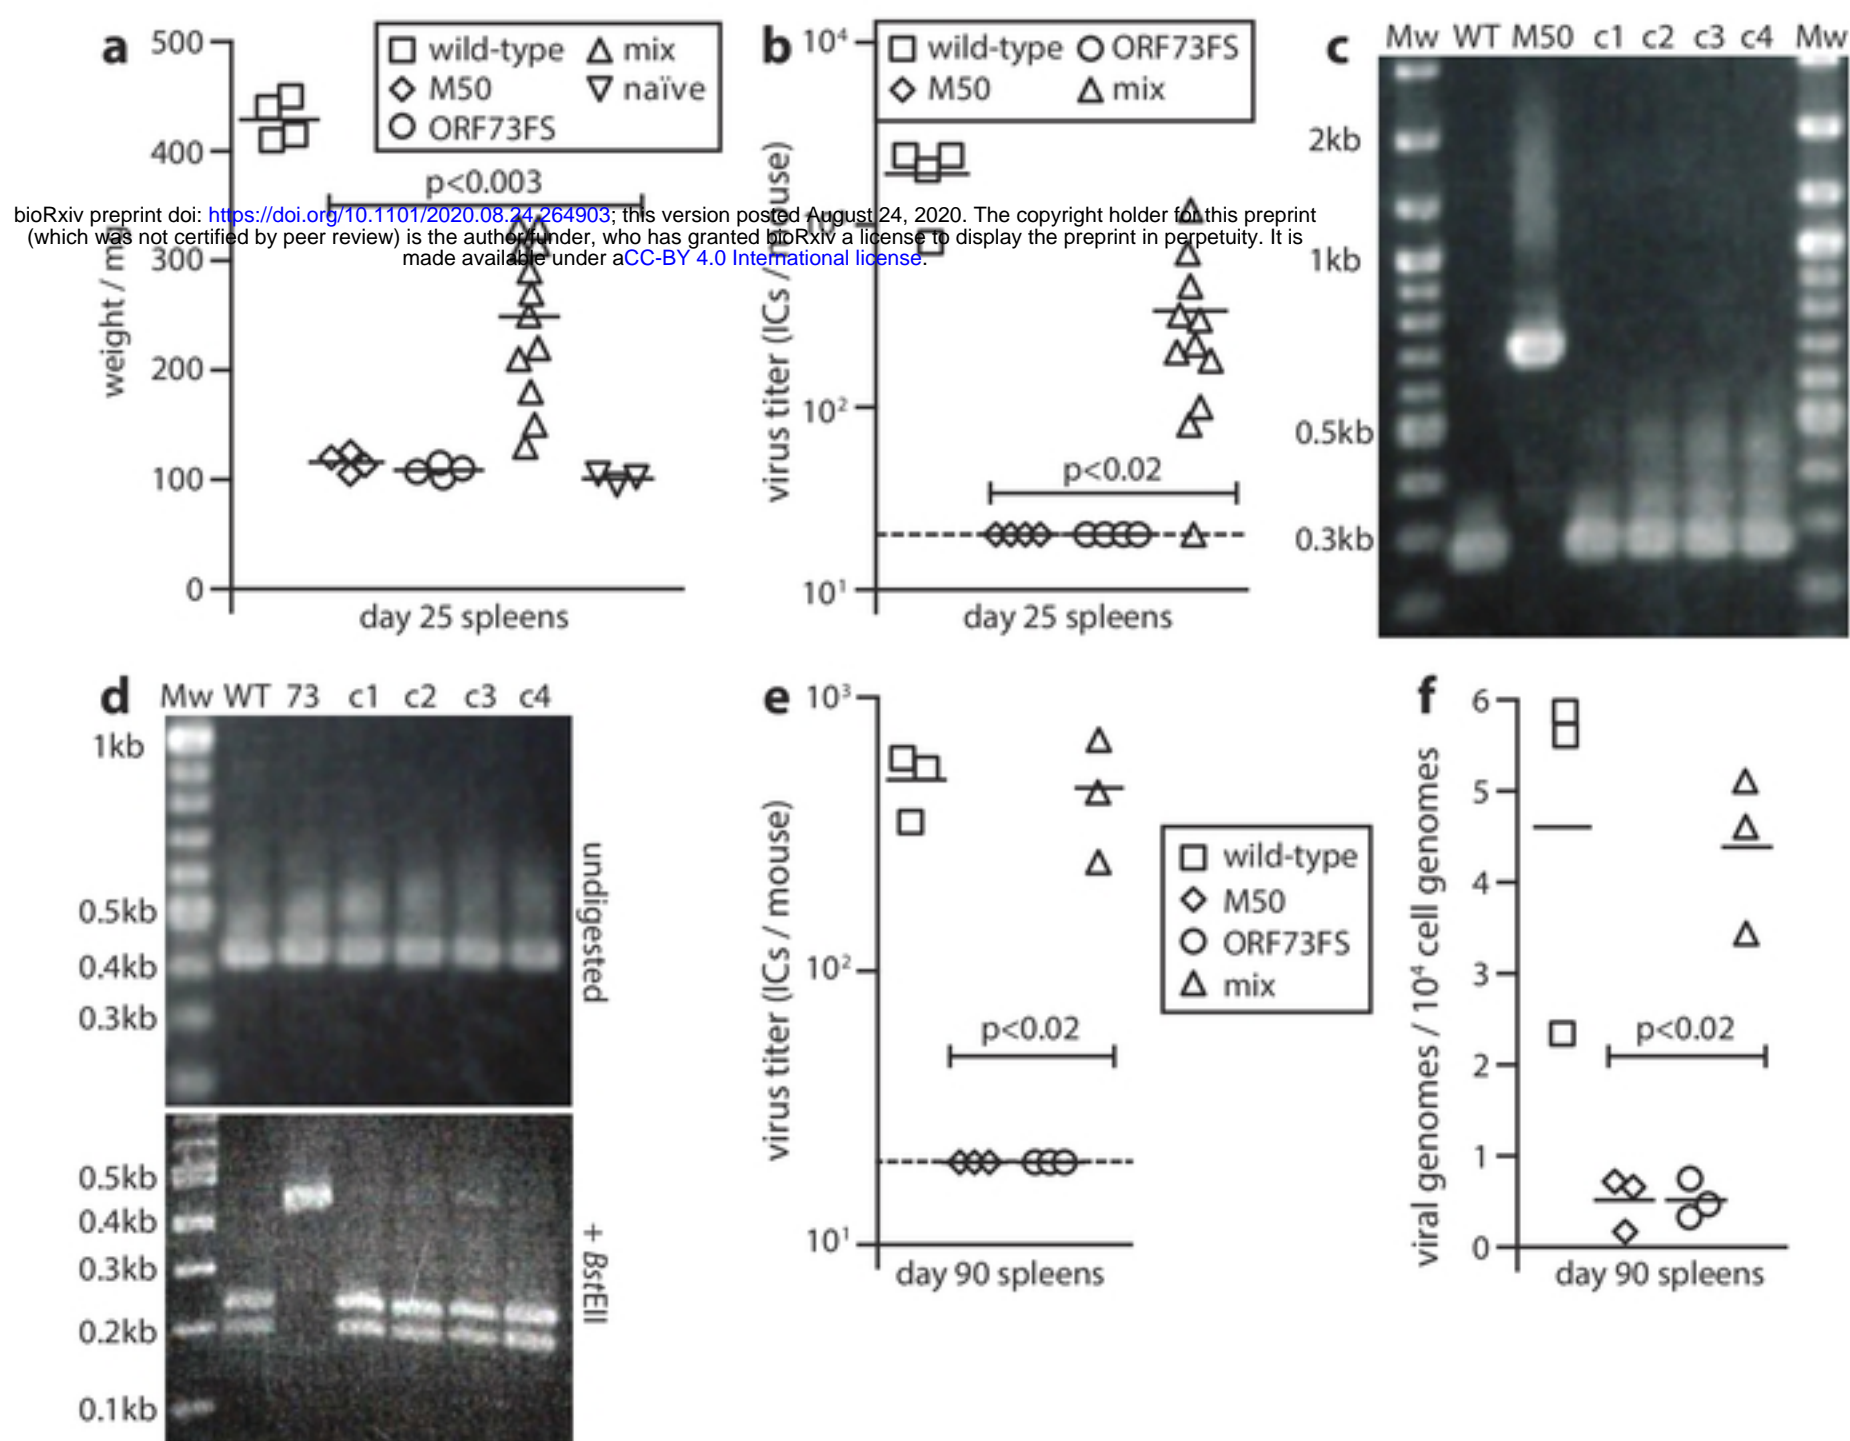 a
500
400
300
200
100
0
weight / mg
wild-type
mix
M50
naïve
ORF73FS
p<0.003
day 25 spleens
b
10⁴
10³
10²
10¹
virus titer (ICs / mouse)
wild-type
ORF73FS
M50
mix
p<0.02
day 25 spleens
bioRxiv preprint doi: https://doi.org/10.1101/2020.08.24.264903; this version posted August 24, 2020. The copyright holder for this preprint
(which was not certified by peer review) is the author/funder, who has granted bioRxiv a license to display the preprint in perpetuity. It is
made available under aCC-BY 4.0 International license.
c
Mw WT M50 c1 c2 c3 c4 Mw
2kb
1kb
0.5kb
0.3kb
d
Mw WT 73 c1 c2 c3 c4
1kb
0.5kb
0.4kb
0.3kb
undigested
0.5kb
0.4kb
0.3kb
0.2kb
0.1kb
+ BstEII
e
10³
10²
10¹
virus titer (ICs / mouse)
p<0.02
day 90 spleens
wild-type
M50
ORF73FS
mix
f
6
5
4
3
2
1
0
viral genomes / 10⁴ cell genomes
p<0.02
day 90 spleens